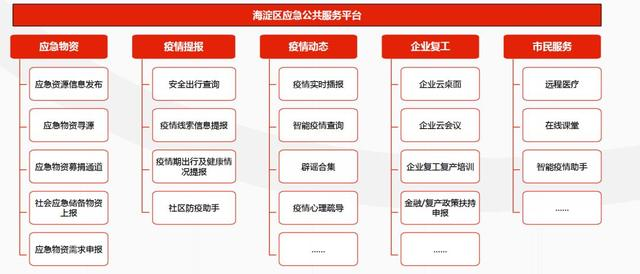 海淀区应急公共服务平台
应急物资
疫情提报
疫情动态
企业复工
市民服务
应急资源信息发布
应急物资寻源
应急物资募捐通道
社会应急储备物资
上报
应急物资需求申报
安全出行查询
疫情线索信息提报
疫情期出行及健康情
况提报
社区防疫助手
疫情实时播报
智能疫情查询
辟谣合集
疫情心理疏导
......
企业云桌面
企业云会议
企业复工复产培训
金融/复产政策扶持
申报
......
远程医疗
在线课堂
智能疫情助手
......